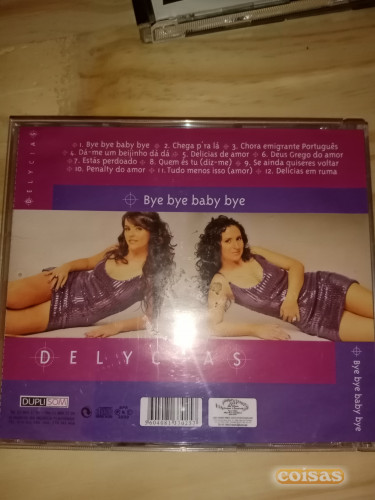 1. Bye bye baby bye 2. Chega p'ra lá 3. Chora emigrante Português
4. Dá-me um beijinho dá dá 5. Delicias de amor 6. Deus Grego do amor
7. Estás perdoado 8. Quem és tu (diz-me) 9. Se ainda quiseres voltar
10. Penalty do amor 11. Tudo menos isso (amor) 12. Delícias em ruma
DELYCIAS
Bye bye baby bye
DELYCIAS
Bye bye baby bye
DUPLISOM
coisas